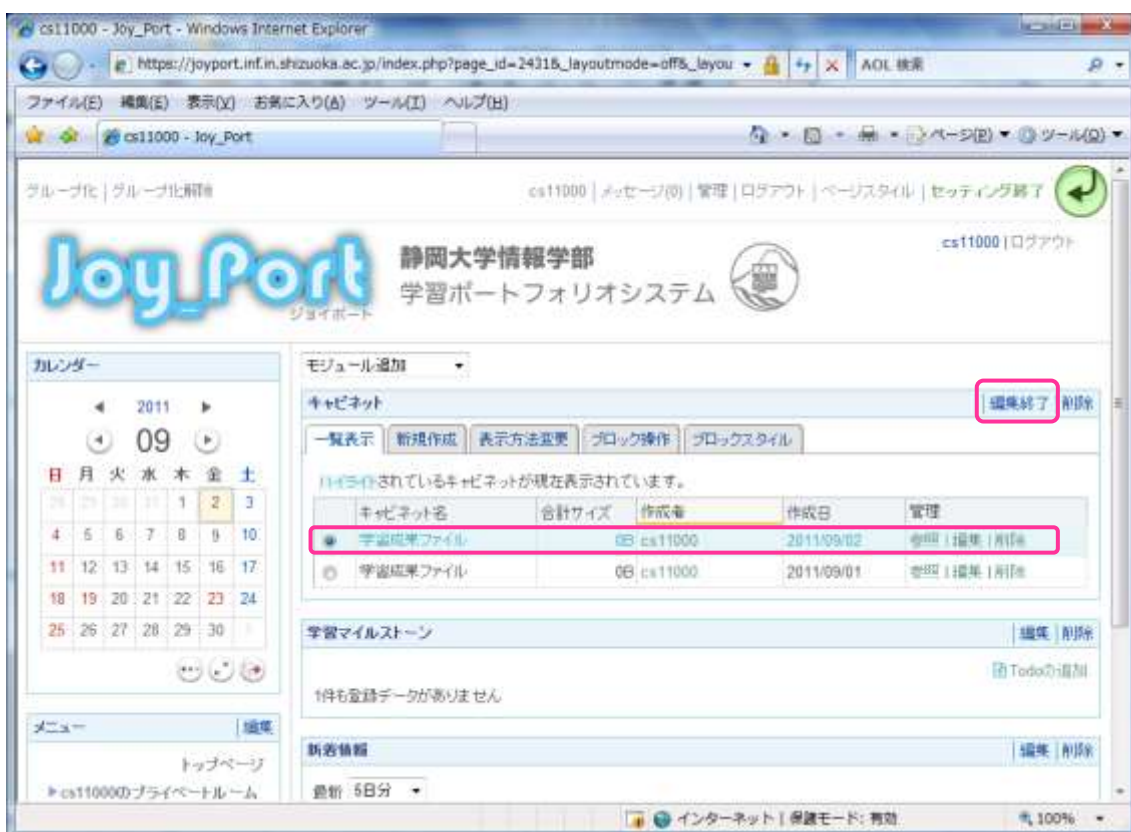 cs11000 - Joy_Port - Windows Internet Explorer
https://joyport.inf.in.shizuoka.ac.jp/index.php?page_id=2431&_layoutmode=off&_layou
AOL 検索
ファイル(F) 編集(E) 表示(V) お気に入り(A) ツール(T) ヘルプ(H)
cs11000 - Joy_Port
ページ(P) ツール(O)
グループ化 | グループ化解除
cs11000 | メッセージ(0) | 管理 | ログアウト | ページスタイル | セッティング終了
cs11000 | ログアウト
Joy_Port
ジョイポート
静岡大学情報学部
学習ポートフォリオシステム
カレンダー
2011
09
日 月 火 水 木 金 土
28 29 30 31 1 2 3
4 5 6 7 8 9 10
11 12 13 14 15 16 17
18 19 20 21 22 23 24
25 26 27 28 29 30 1
メニュー 編集
トップページ
cs11000のプライベートルーム
モジュール追加
キャビネット 編集終了 削除
一覧表示 新規作成 表示方法変更 ブロック操作 ブロックスタイル
ハイライトされているキャビネットが現在表示されています。
キャビネット名 合計サイズ 作成者 作成日 管理
学習成果ファイル 0B cs11000 2011/09/02 参照 | 編集 | 削除
学習成果ファイル 0B cs11000 2011/09/01 参照 | 編集 | 削除
学習マイルストーン 編集 削除
Todoの追加
1件も登録データがありません
新着情報 編集 削除
最新 5日分
インターネット | 保護モード: 有効 100%